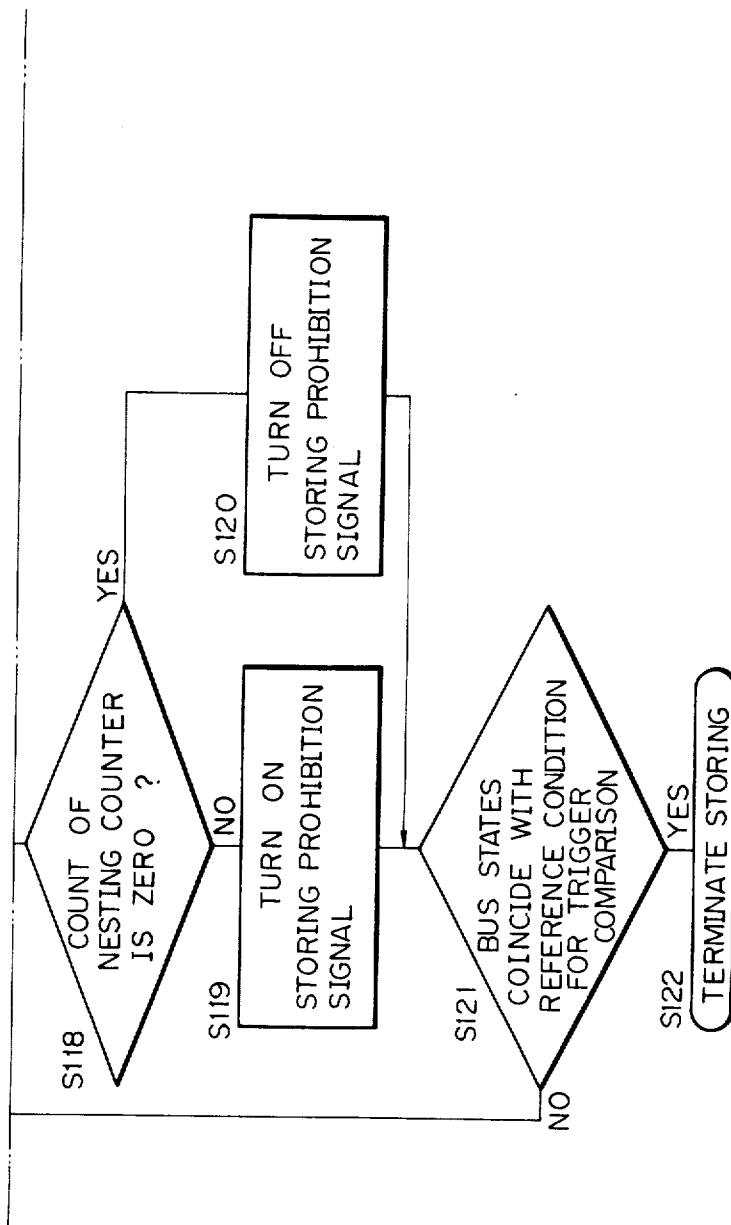 S118
COUNT OF
NESTING COUNTER
IS ZERO ?
YES
NO
S119
TURN ON
STORING PROHIBITION
SIGNAL
S120
TURN OFF
STORING PROHIBITION
SIGNAL
S121
BUS STATES
COINCIDE WITH
REFERENCE CONDITION
FOR TRIGGER
COMPARISON
NO
YES
S122
TERMINATE STORING